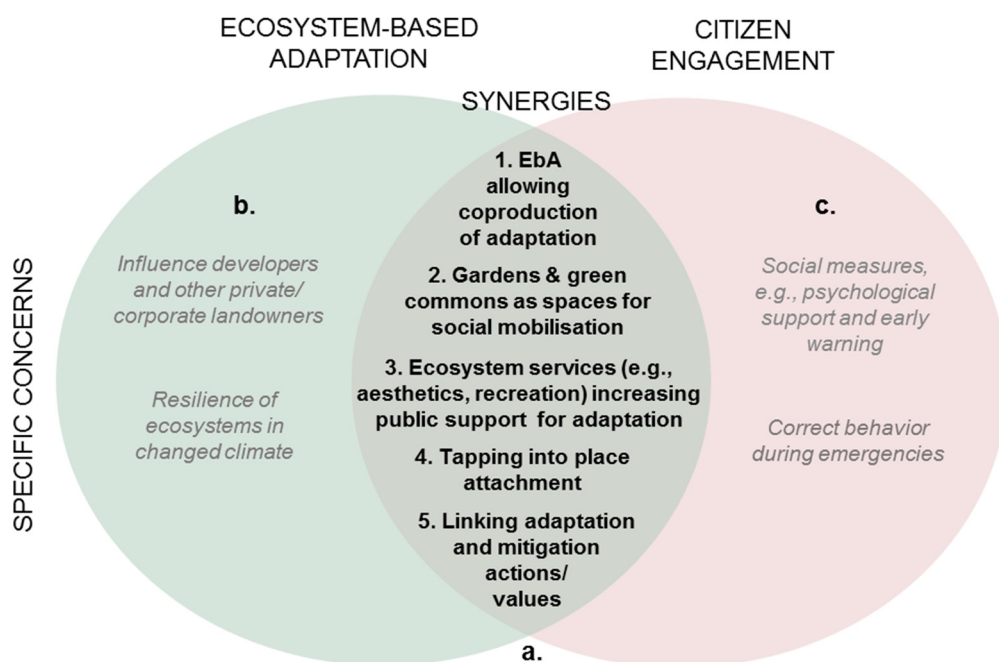 ECOSYSTEM-BASED
ADAPTATION
CITIZEN
ENGAGEMENT
SYNERGIES
SPECIFIC CONCERNS
b.
Influence developers
and other private/
corporate landowners
Resilience of
ecosystems in
changed climate
1. EbA
allowing
coproduction
of adaptation
2. Gardens & green
commons as spaces for
social mobilisation
3. Ecosystem services (e.g.,
aesthetics, recreation) increasing
public support for adaptation
4. Tapping into place
attachment
5. Linking adaptation
and mitigation
actions/
values
a.
c.
Social measures,
e.g., psychological
support and early
warning
Correct behavior
during emergencies